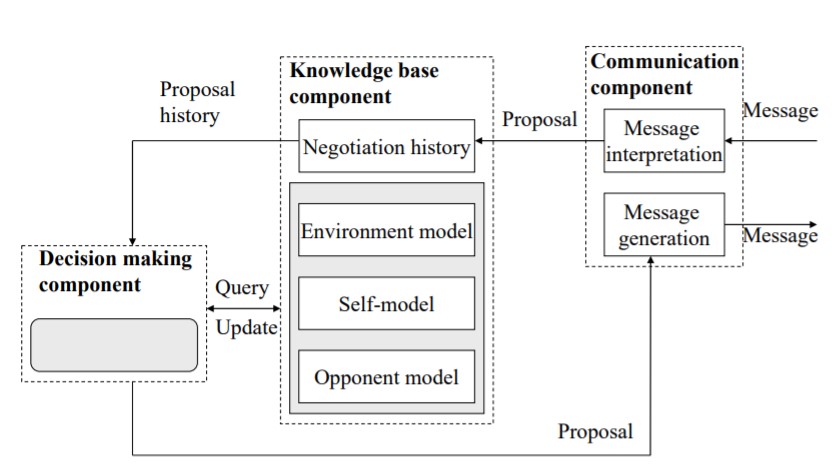 Knowledge base
component
Communication
component
Proposal
history
Message
Proposal
Negotiation history
Message
interpretation
Environment model
Message
generation
Message
Decision making
component
Query
Update
Self-model
Opponent model
Proposal